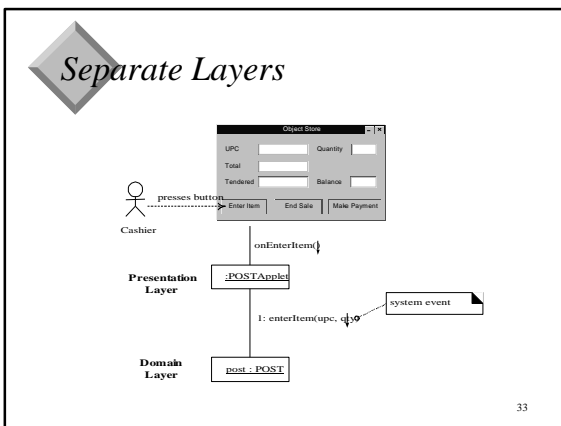 Separate Layers
Object Store
UPC Quantity
Total
Tendered Balance
presses button
Enter Item End Sale Make Payment
Cashier
onEnterItem()
Presentation
Layer
:POSTApplet
system event
1: enterItem(upc, qty)
Domain
Layer
post : POST
33